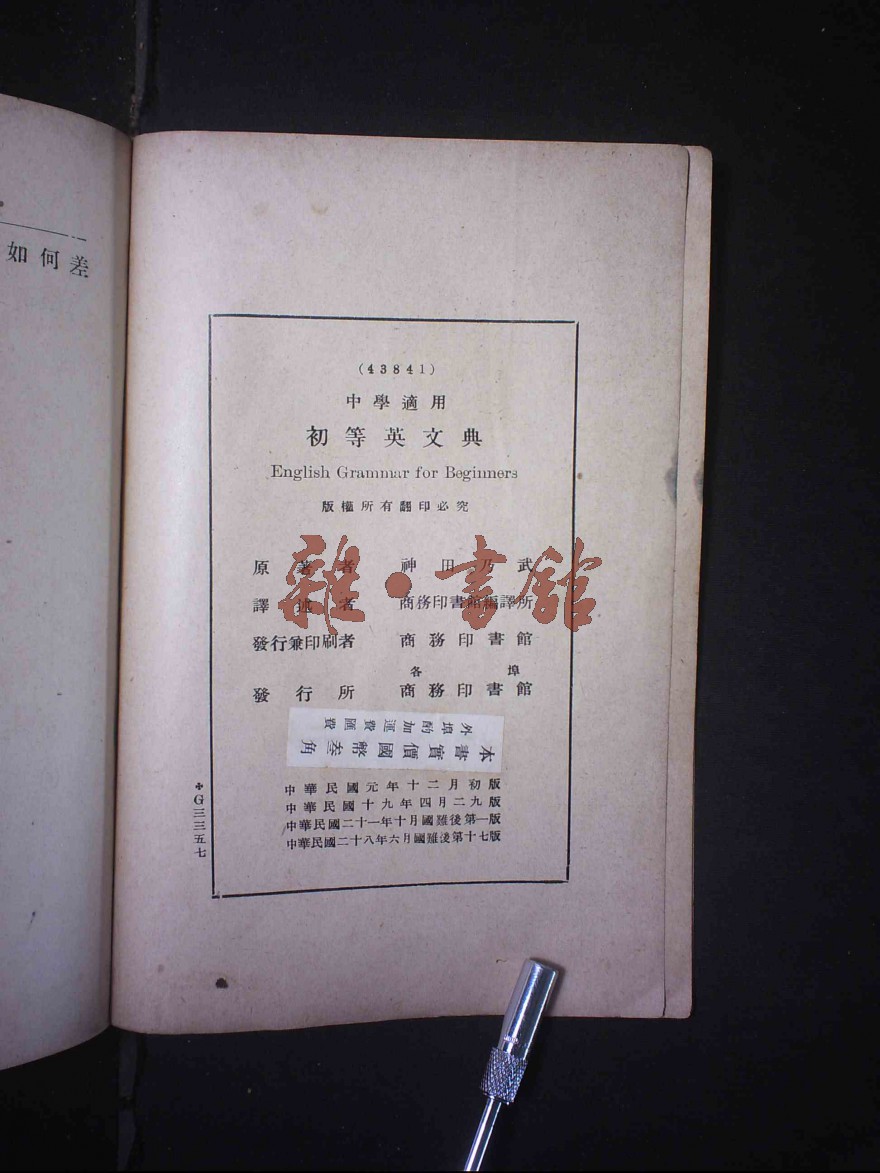 如何差
(43841)
中學適用
初等英文典
English Grammar for Beginners
版權所有翻印必究
原著者 神田乃武
譯述者 商務印書館編譯所
發行兼印刷者 商務印書館
各埠
發行所 商務印書館
本書實價國幣叁角
外埠酌加運費匯費
中華民國元年十二月初版
中華民國十九年四月二九版
中華民國二十一年十月國難後第一版
中華民國二十八年六月國難後第十七版
✱G三三五七
雜·書館